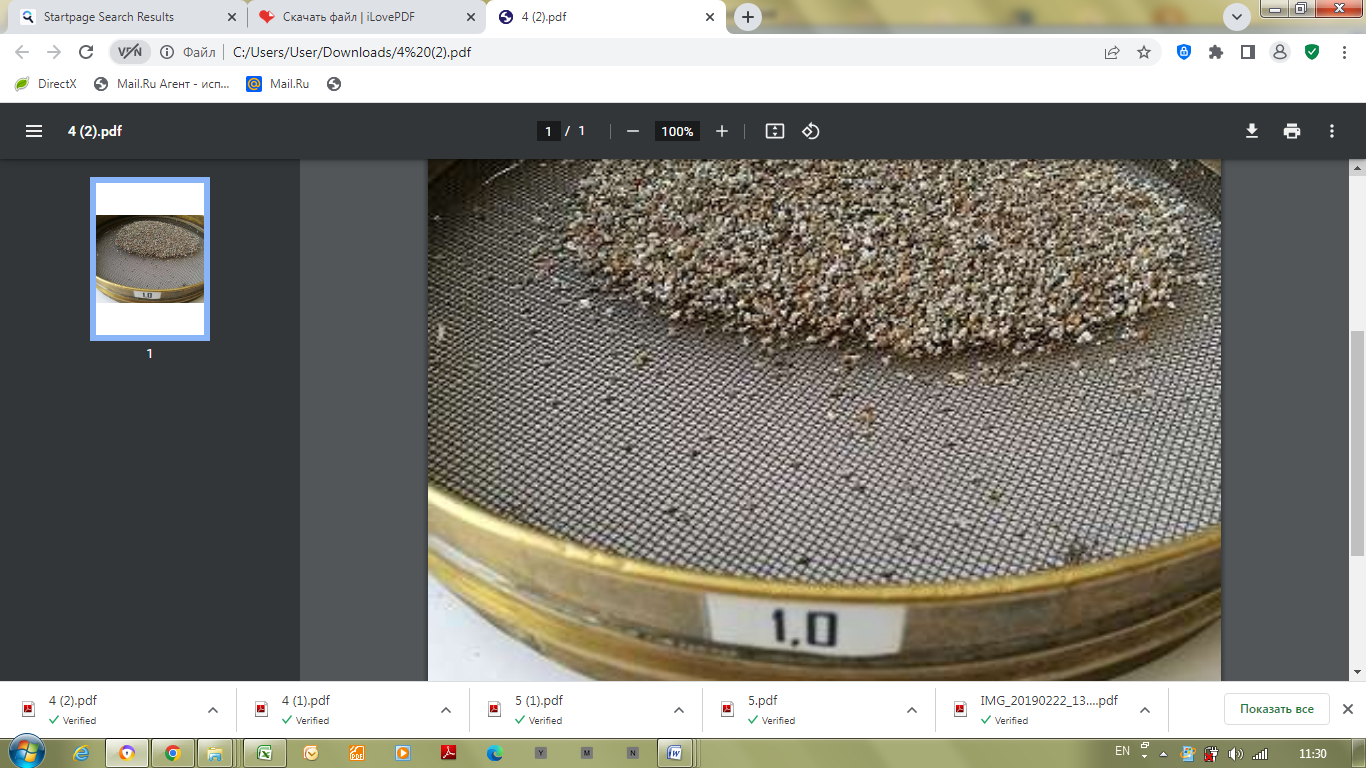 Startpage Search Results
Скачать файл | iLovePDF
4 (2).pdf
VPN
Файл
C:/Users/User/Downloads/4%20(2).pdf
DirectX
Mail.Ru Агент - исп...
Mail.Ru
4 (2).pdf
1 / 1
100%
1.0
1
1,0
4 (2).pdf
Verified
4 (1).pdf
Verified
5 (1).pdf
Verified
5.pdf
Verified
IMG_20190222_13....pdf
Verified
Показать все
Y
M
N
EN
11:30